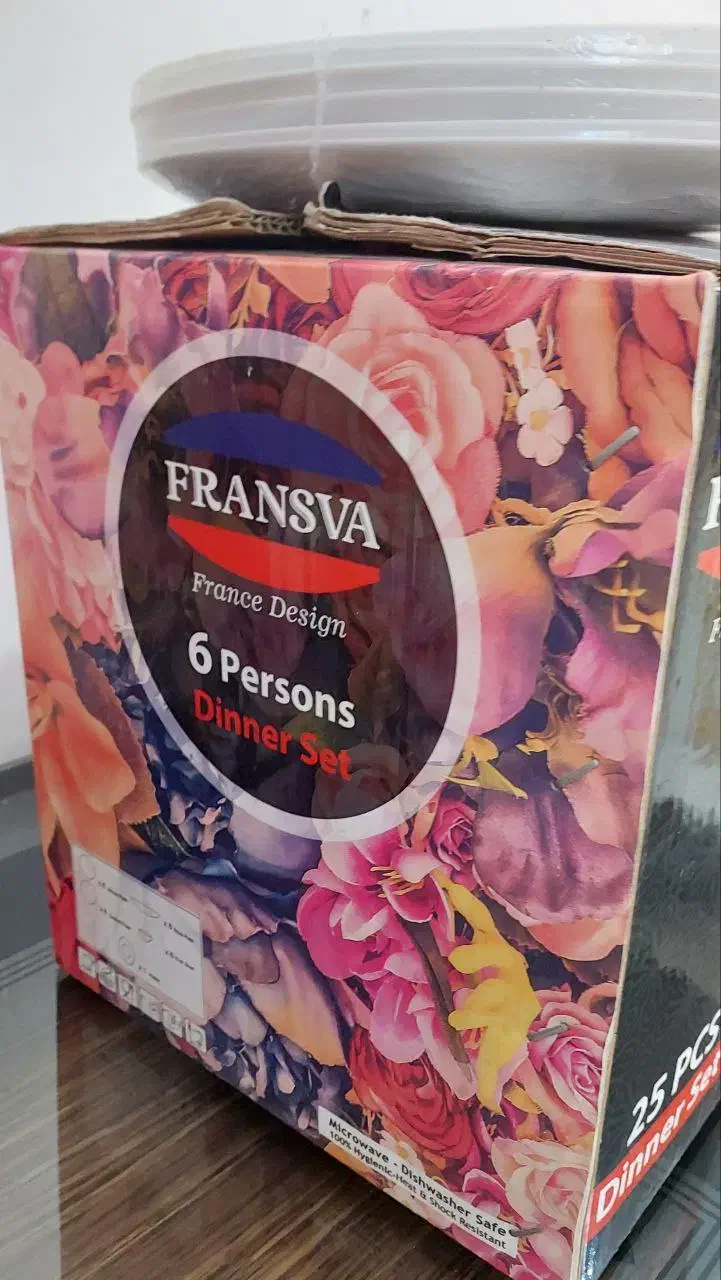 FRANSVA
France Design
6 Persons
Dinner Set
Microwave - Dishwasher Safe
100% Hygienic-Heat & Shock Resistant
25 PCS
Dinner Set